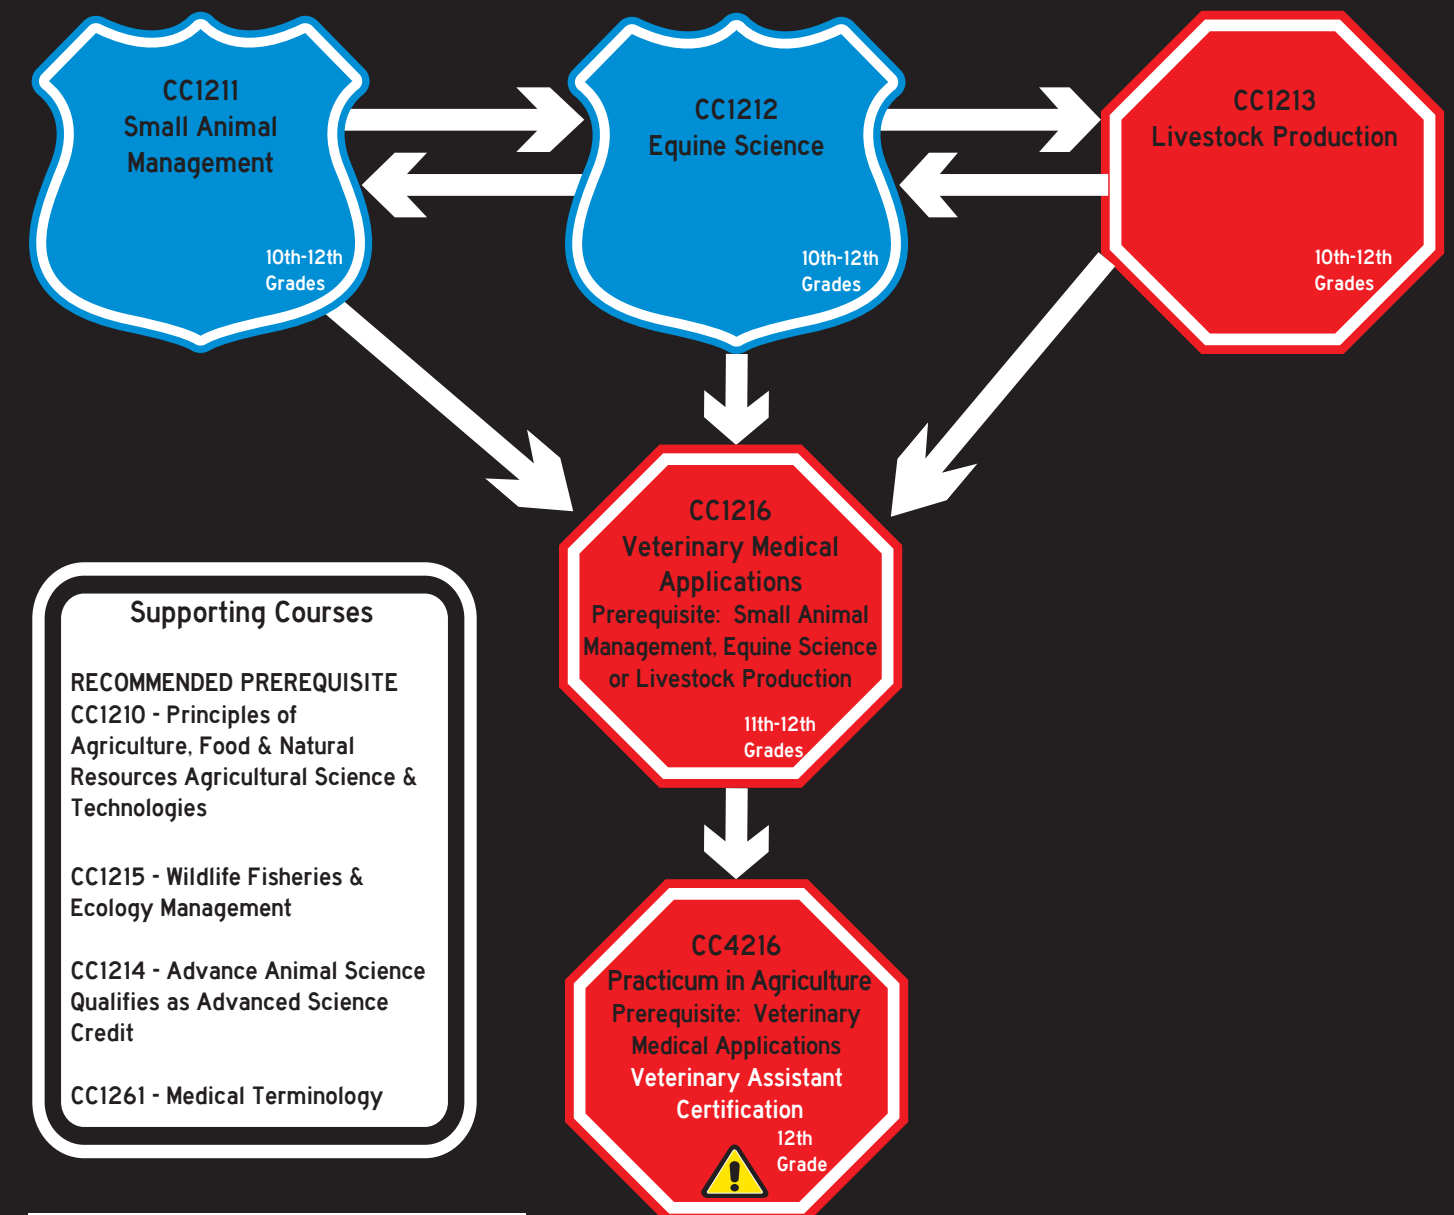 CC1211
Small Animal
Management
10th-12th
Grades
CC1212
Equine Science
10th-12th
Grades
CC1213
Livestock Production
10th-12th
Grades
CC1216
Veterinary Medical
Applications
Prerequisite: Small Animal
Management, Equine Science
or Livestock Production
11th-12th
Grades
Supporting Courses
RECOMMENDED PREREQUISITE
CC1210 - Principles of
Agriculture, Food & Natural
Resources Agricultural Science &
Technologies
CC1215 - Wildlife Fisheries &
Ecology Management
CC1214 - Advance Animal Science
Qualifies as Advanced Science
Credit
CC1261 - Medical Terminology
CC4216
Practicum in Agriculture
Prerequisite: Veterinary
Medical Applications
Veterinary Assistant
Certification
12th
Grade